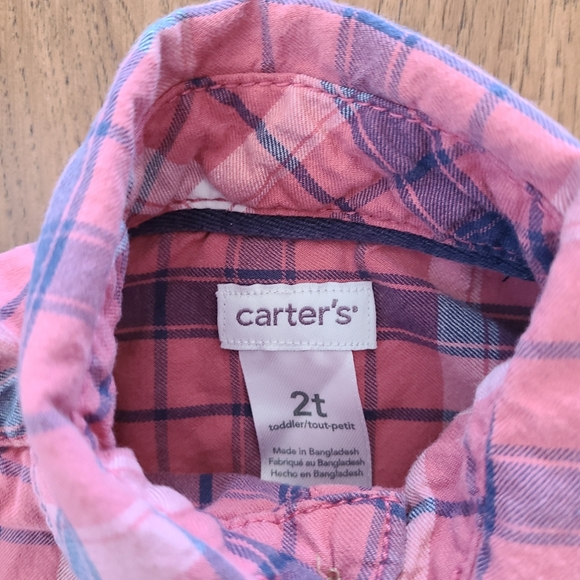 carter's®
2t
toddler/tout-petit
Made in Bangladesh
Fabriqué au Bangladesh
Hecho en Bangladesh